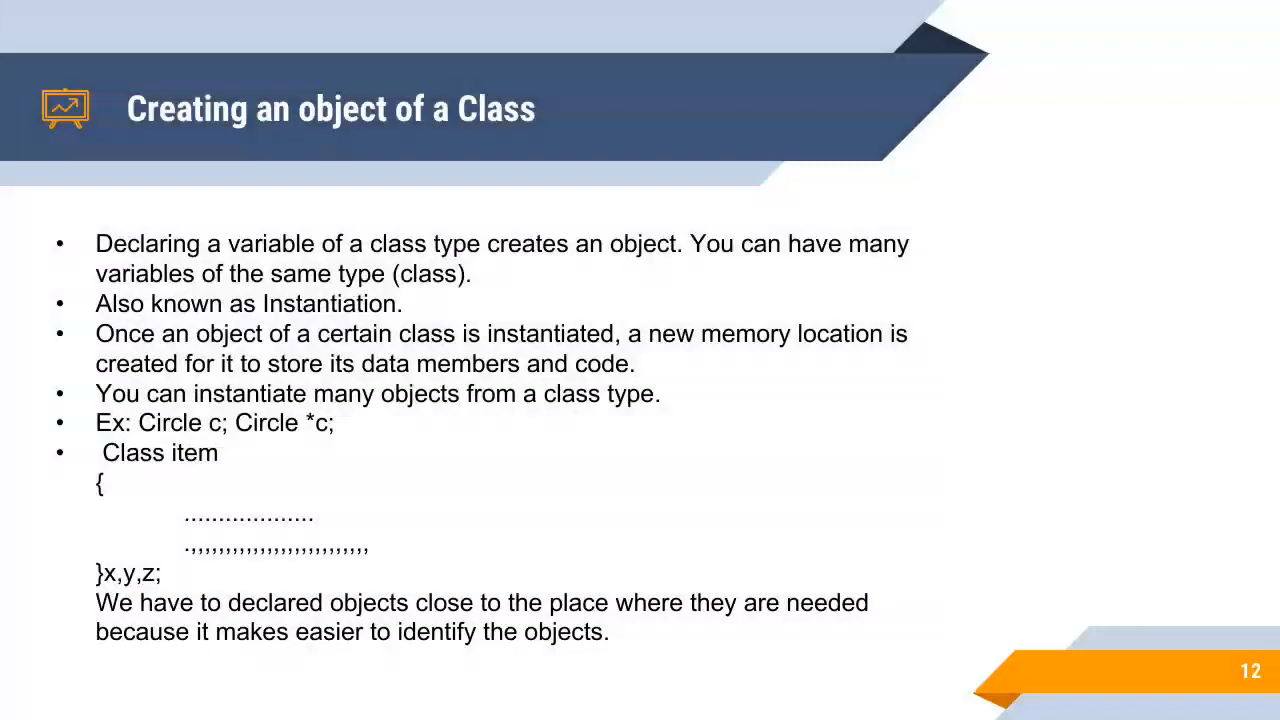 Creating an object of a Class
• Declaring a variable of a class type creates an object. You can have many
variables of the same type (class).
• Also known as Instantiation.
• Once an object of a certain class is instantiated, a new memory location is
created for it to store its data members and code.
• You can instantiate many objects from a class type.
• Ex: Circle c; Circle *c;
• Class item
{
...................
.,,,,,,,,,,,,,,,,,,,,,,,,,,
}x,y,z;
We have to declared objects close to the place where they are needed
because it makes easier to identify the objects.
12